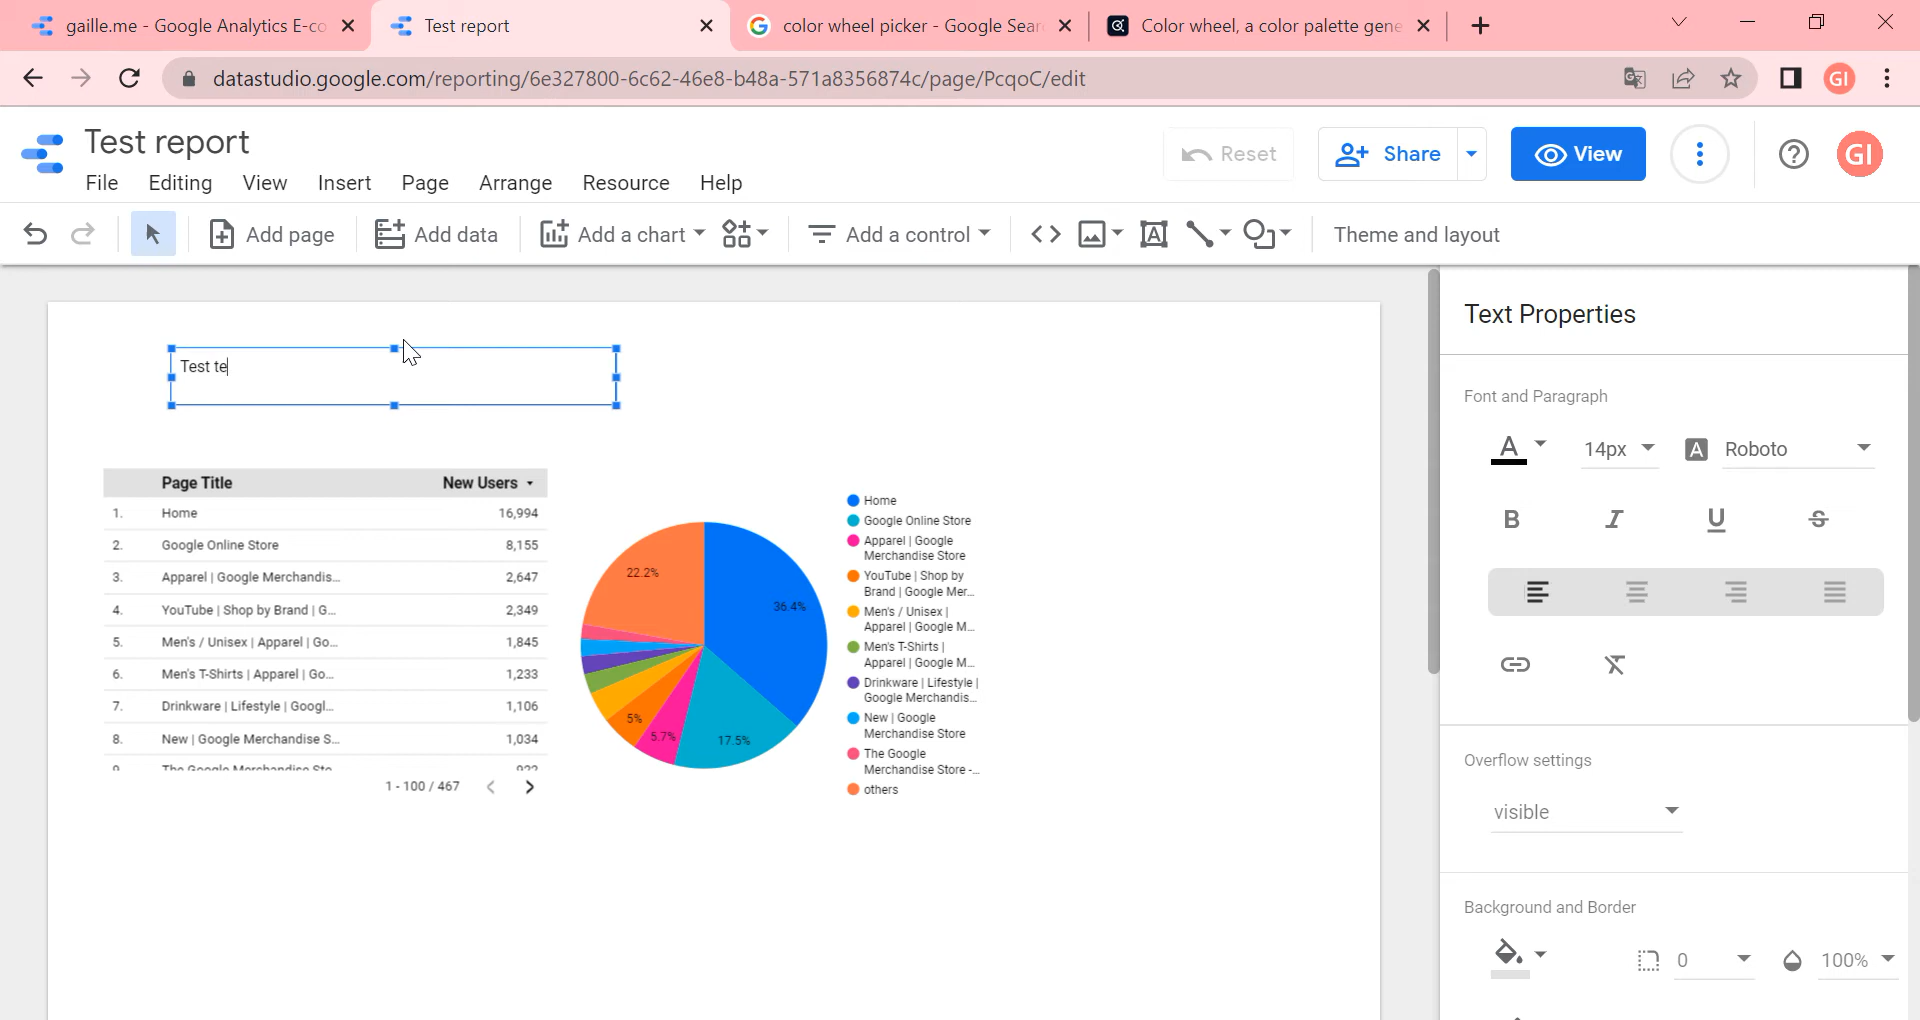 gaille.me - Google Analytics E-co
Test report
color wheel picker - Google Sear
Color wheel, a color palette gene
datastudio.google.com/reporting/6e327800-6c62-46e8-b48a-571a8356874c/page/PcqoC/edit
GI
Test report
Reset
Share
View
GI
File Editing View Insert Page Arrange Resource Help
Add page
Add data
Add a chart
Add a control
Theme and layout
Text Properties
Test te
Font and Paragraph
A 14px A Roboto
B I U S
Page Title New Users
1. Home 16,994
2. Google Online Store 8,155
3. Apparel | Google Merchandis... 2,647
4. YouTube | Shop by Brand | G... 2,349
5. Men's / Unisex | Apparel | Go... 1,845
6. Men's T-Shirts | Apparel | Go... 1,233
7. Drinkware | Lifestyle | Googl... 1,106
8. New | Google Merchandise S... 1,034
9. The Google Merchandise Sto... 922
1 - 100 / 467
22.2%
36.4%
5%
5.7%
17.5%
Home
Google Online Store
Apparel | Google
Merchandise Store
YouTube | Shop by
Brand | Google Mer...
Men's / Unisex |
Apparel | Google M...
Men's T-Shirts |
Apparel | Google M...
Drinkware | Lifestyle |
Google Merchandis...
New | Google
Merchandise Store
The Google
Merchandise Store -...
others
Overflow settings
visible
Background and Border
0 100%